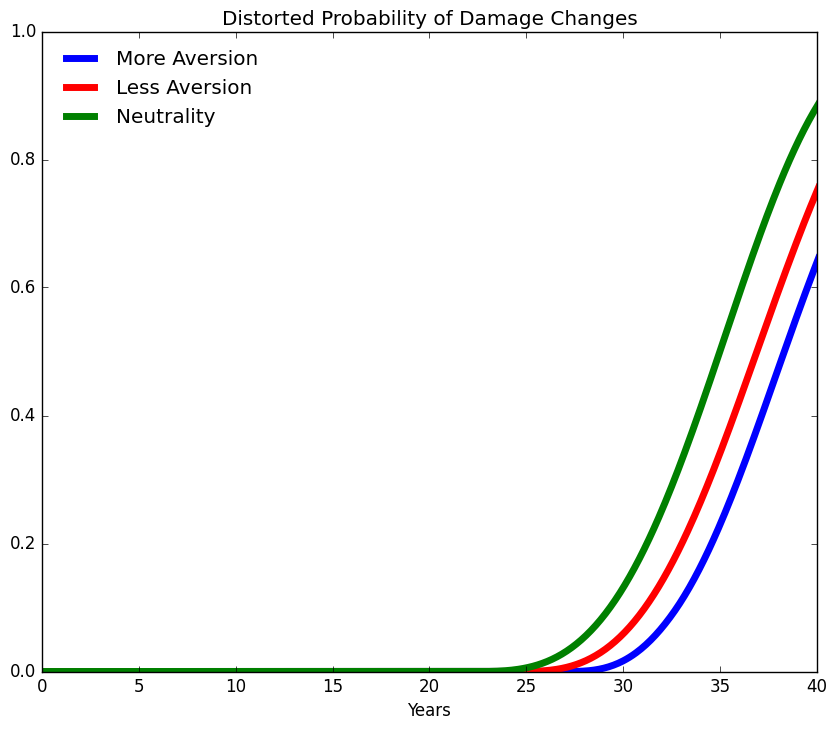 Distorted Probability of Damage Changes
1.0
More Aversion
Less Aversion
Neutrality
0.8
0.6
0.4
0.2
0.0
0 5 10 15 20 25 30 35 40
Years